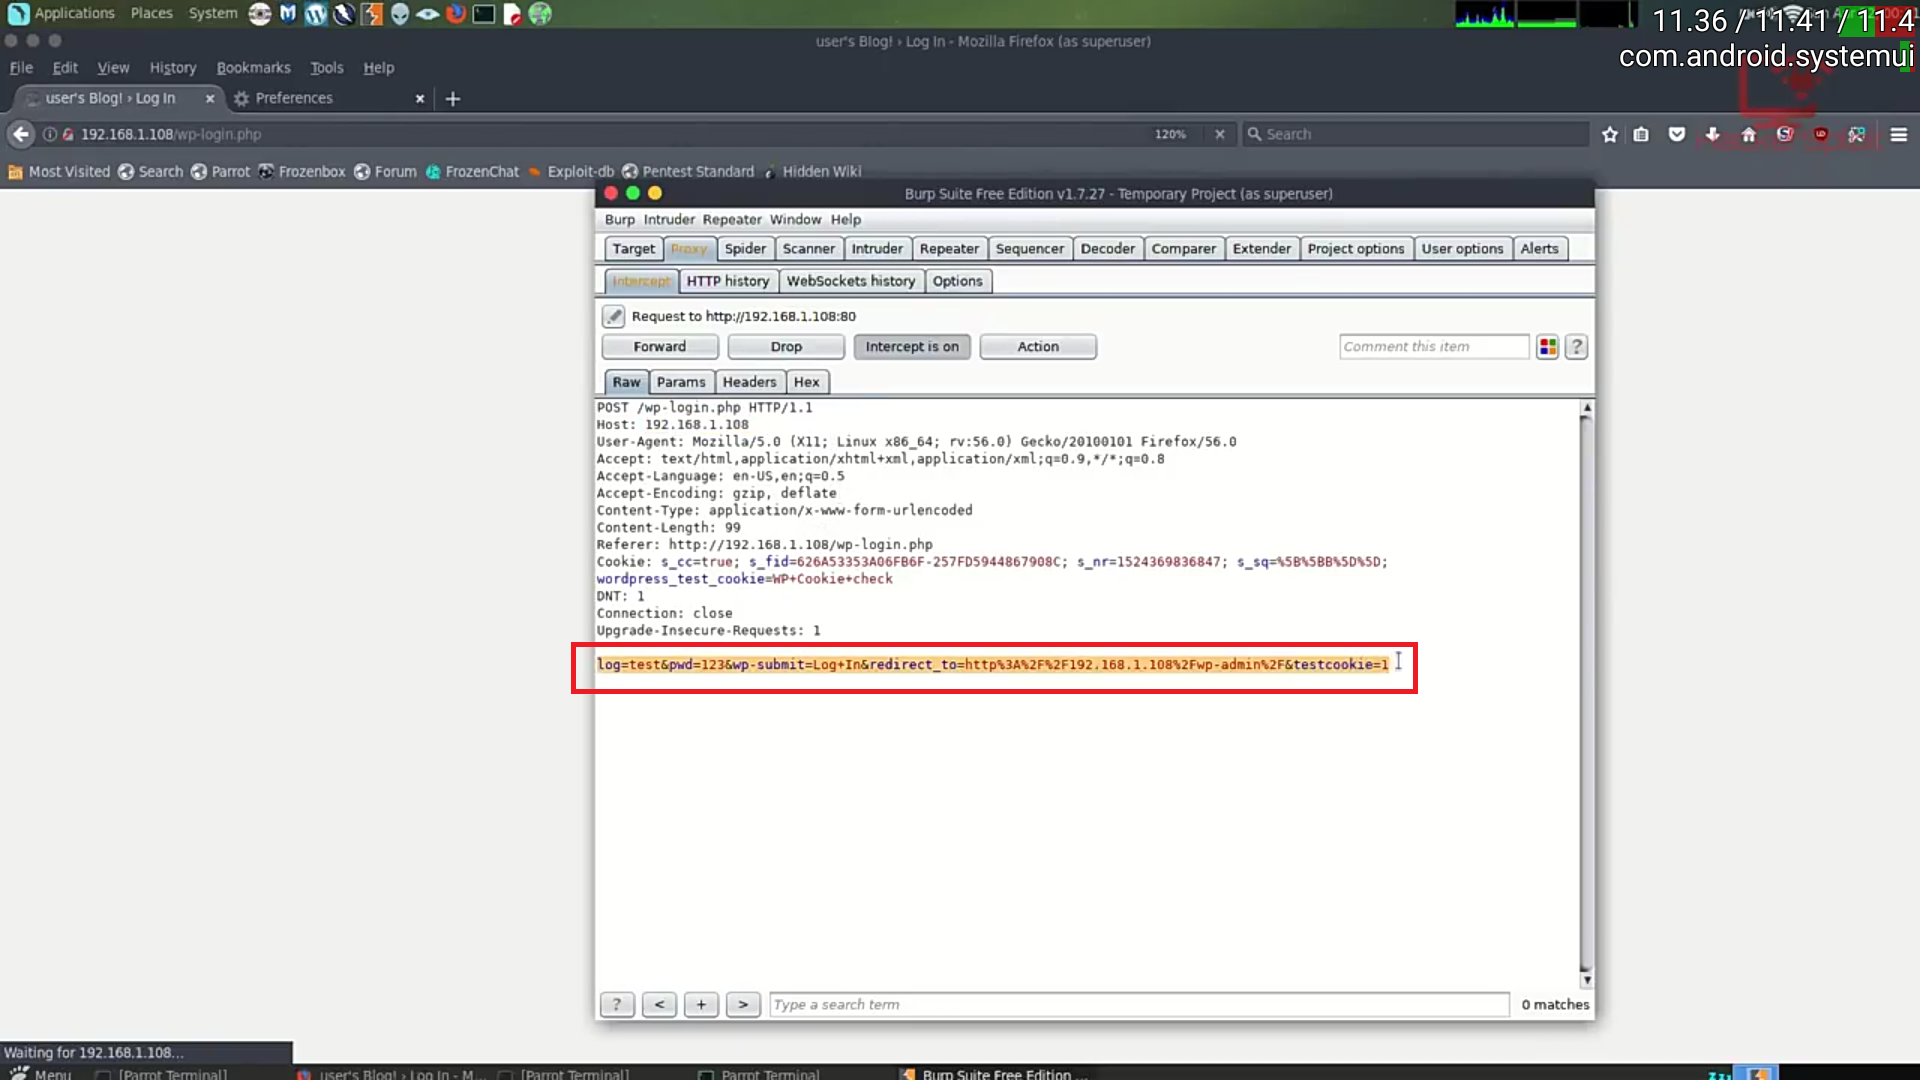 Applications Places System
11.36 / 11.41 / 11.4
com.android.systemui
user's Blog! › Log In - Mozilla Firefox (as superuser)
File Edit View History Bookmarks Tools Help
user's Blog! › Log In × Preferences × +
192.168.1.108/wp-login.php 120% Search
Most Visited Search Parrot Frozenbox Forum FrozenChat Exploit-db Pentest Standard Hidden Wiki
Burp Suite Free Edition v1.7.27 - Temporary Project (as superuser)
Burp Intruder Repeater Window Help
Target Proxy Spider Scanner Intruder Repeater Sequencer Decoder Comparer Extender Project options User options Alerts
Intercept HTTP history WebSockets history Options
Request to http://192.168.1.108:80
Forward Drop Intercept is on Action Comment this item ?
Raw Params Headers Hex
POST /wp-login.php HTTP/1.1
Host: 192.168.1.108
User-Agent: Mozilla/5.0 (X11; Linux x86_64; rv:56.0) Gecko/20100101 Firefox/56.0
Accept: text/html,application/xhtml+xml,application/xml;q=0.9,*/*;q=0.8
Accept-Language: en-US,en;q=0.5
Accept-Encoding: gzip, deflate
Content-Type: application/x-www-form-urlencoded
Content-Length: 99
Referer: http://192.168.1.108/wp-login.php
Cookie: s_cc=true; s_fid=626A53353A06FB6F-257FD5944867908C; s_nr=1524369836847; s_sq=%5B%5BB%5D%5D;
wordpress_test_cookie=WP+Cookie+check
DNT: 1
Connection: close
Upgrade-Insecure-Requests: 1
log=test&pwd=123&wp-submit=Log+In&redirect_to=http%3A%2F%2F192.168.1.108%2Fwp-admin%2F&testcookie=1
? < + > Type a search term 0 matches
Waiting for 192.168.1.108...
Menu [Parrot Terminal] user's Blog! › Log In - M... [Parrot Terminal] Parrot Terminal Burp Suite Free Edition ...